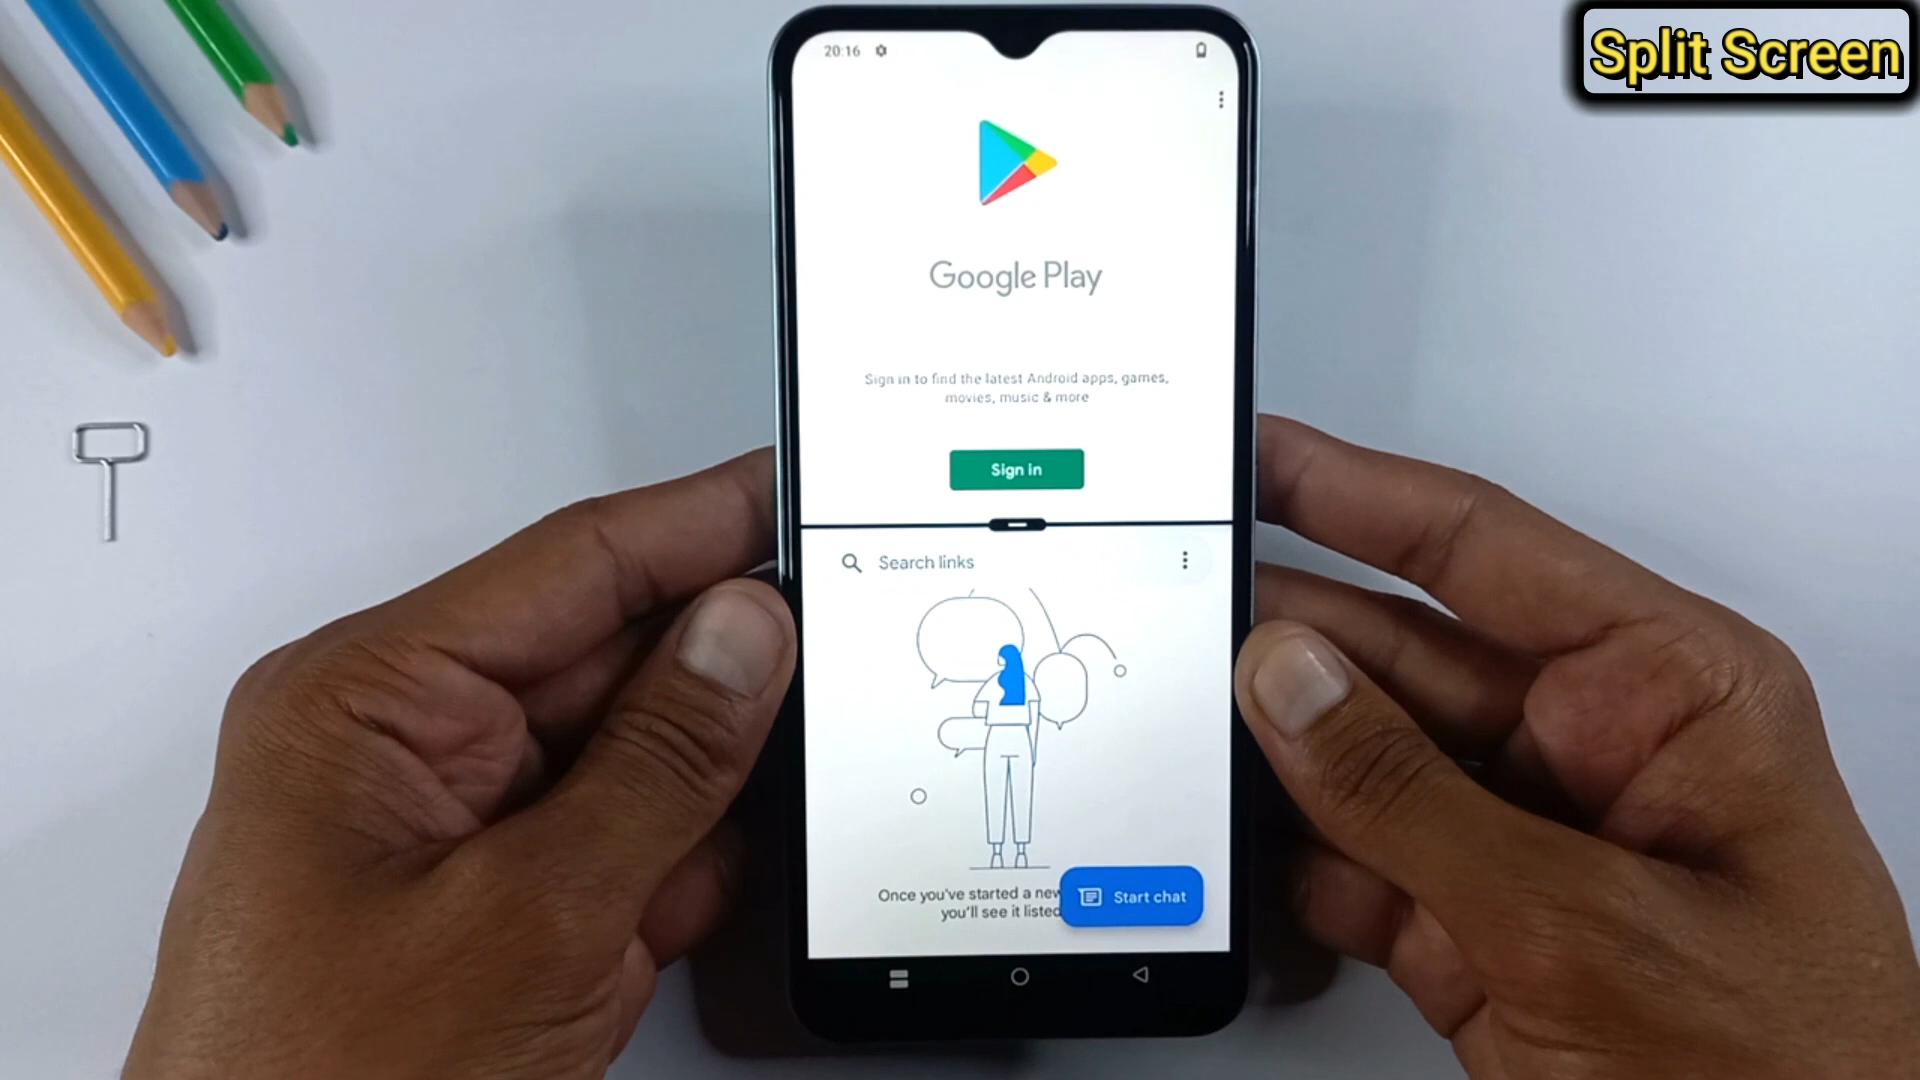 Split Screen
20:16
Google Play
Sign in to find the latest Android apps, games,
movies, music & more
Sign in
Search links
Once you've started a new
you'll see it listed
Start chat